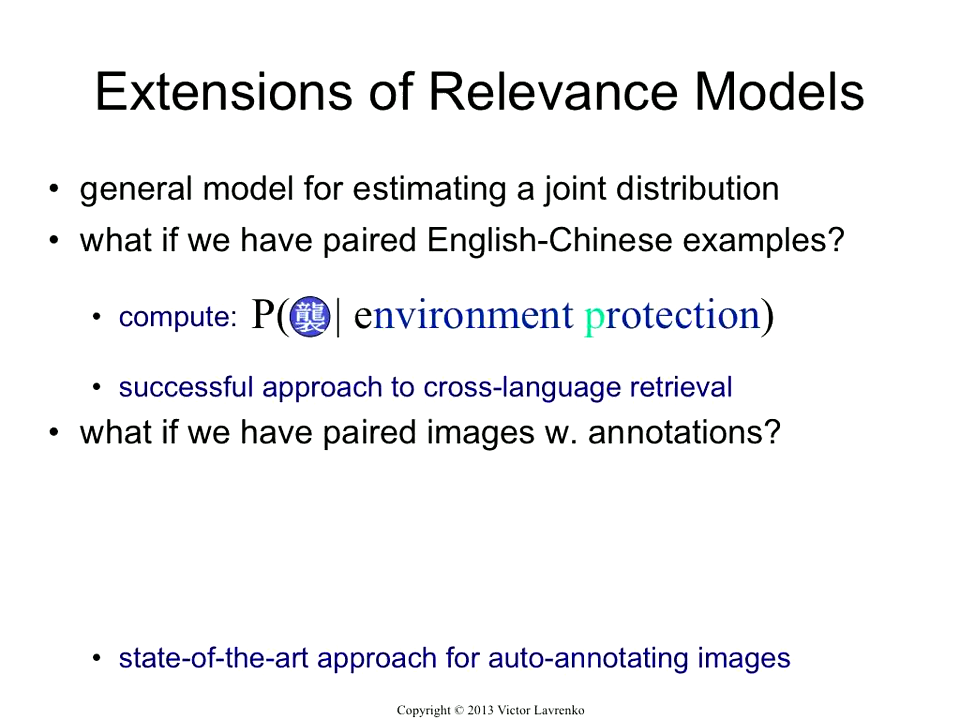 Extensions of Relevance Models
• general model for estimating a joint distribution
• what if we have paired English-Chinese examples?
• compute: P(襲| environment protection)
• successful approach to cross-language retrieval
• what if we have paired images w. annotations?
• state-of-the-art approach for auto-annotating images
Copyright © 2013 Victor Lavrenko